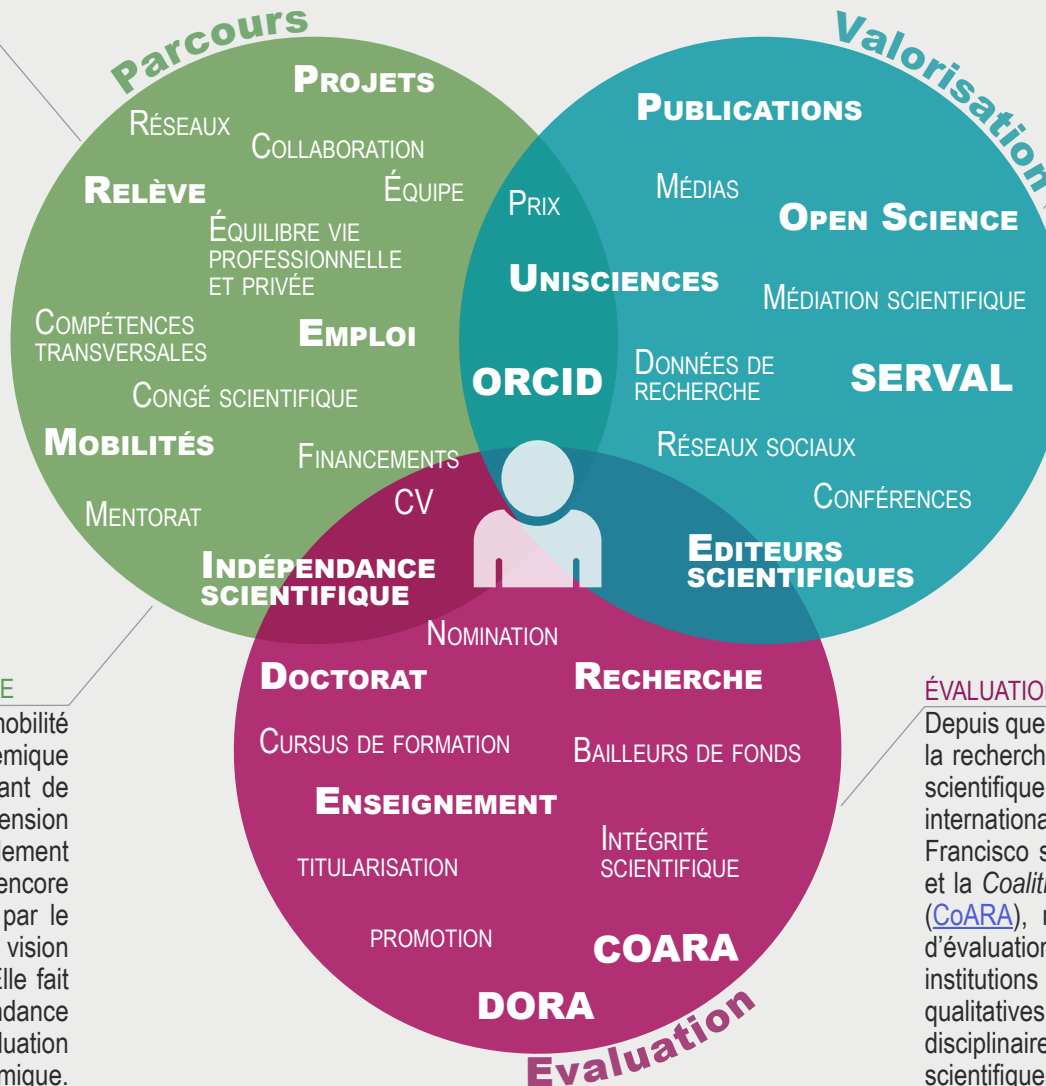 Parcours
PROJETS
RÉSEAUX
COLLABORATION
RELÈVE
ÉQUIPE
ÉQUILIBRE VIE
PROFESSIONNELLE
ET PRIVÉE
COMPÉTENCES
TRANSVERSALES
EMPLOI
CONGÉ SCIENTIFIQUE
MOBILITÉS
FINANCEMENTS
CV
MENTORAT
INDÉPENDANCE
SCIENTIFIQUE
PRIX
UNISCIENCES
ORCID
Valorisation
PUBLICATIONS
MÉDIAS
OPEN SCIENCE
MÉDIATION SCIENTIFIQUE
DONNÉES DE
RECHERCHE
SERVAL
RÉSEAUX SOCIAUX
CONFÉRENCES
EDITEURS
SCIENTIFIQUES
NOMINATION
DOCTORAT
RECHERCHE
CURSUS DE FORMATION
BAILLEURS DE FONDS
ENSEIGNEMENT
INTÉGRITÉ
SCIENTIFIQUE
TITULARISATION
PROMOTION
COARA
DORA
Evaluation
E
nobilité
émique
ant de
ension
lement
encore
par le
vision
Elle fait
ndance
luation
mique.
ÉVALUATION
Depuis que
la recherch
scientifique
internationa
Francisco s
et la Coaliti
(CoARA), r
d'évaluation
institutions
qualitatives
disciplinaire
scientifique